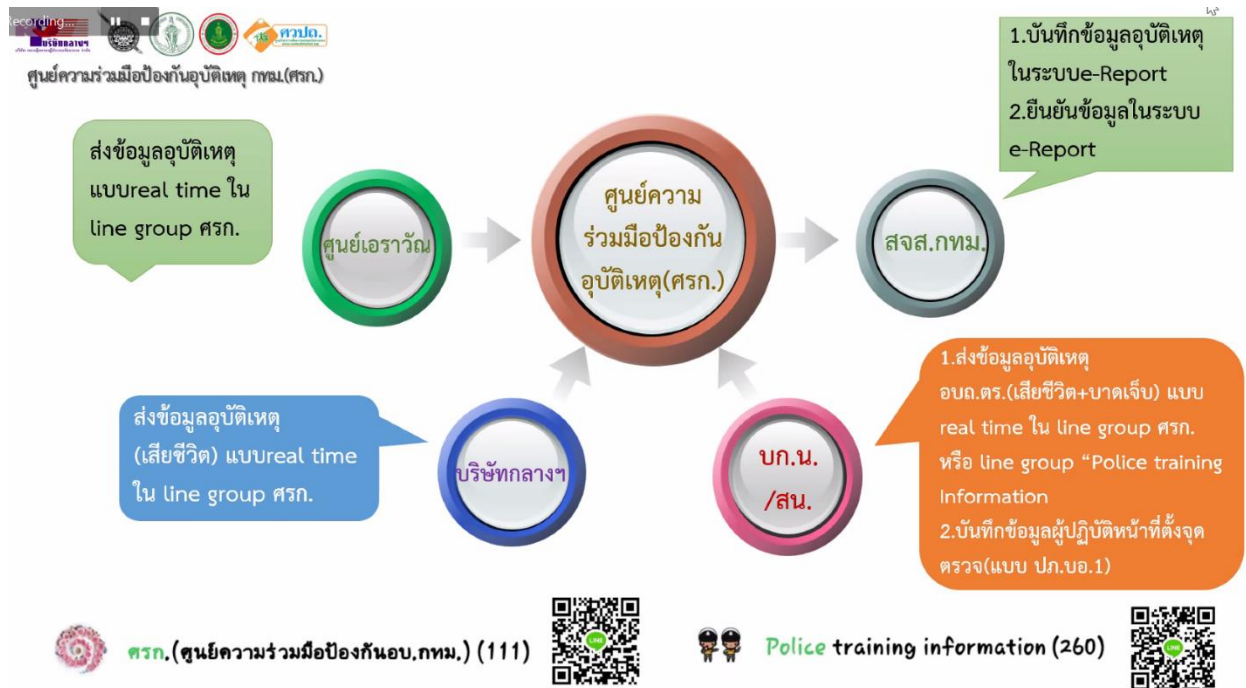 Recording...
บริษัทกลางฯ
ศวปถ.
ศูนย์ความร่วมมือป้องกันอุบัติเหตุ กทม.(ศรก.)
1.บันทึกข้อมูลอุบัติเหตุ
ในระบบe-Report
2.ยืนยันข้อมูลในระบบ
e-Report
ส่งข้อมูลอุบัติเหตุ
แบบreal time ใน
line group ศรก.
ศูนย์เอราวัณ
ศูนย์ความ
ร่วมมือป้องกัน
อุบัติเหตุ(ศรก.)
สจส.กทม.
ส่งข้อมูลอุบัติเหตุ
(เสียชีวิต) แบบreal time
ใน line group ศรก.
บริษัทกลางฯ
บก.น.
/สน.
1.ส่งข้อมูลอุบัติเหตุ
อบถ.ตร.(เสียชีวิต+บาดเจ็บ) แบบ
real time ใน line group ศรก.
หรือ line group “Police training
Information
2.บันทึกข้อมูลผู้ปฏิบัติหน้าที่ตั้งจุด
ตรวจ(แบบ ปภ.บอ.1)
ศรก.(ศูนย์ความร่วมมือป้องกันอบ.กทม.) (111)
LINE
Police training information (260)
LINE